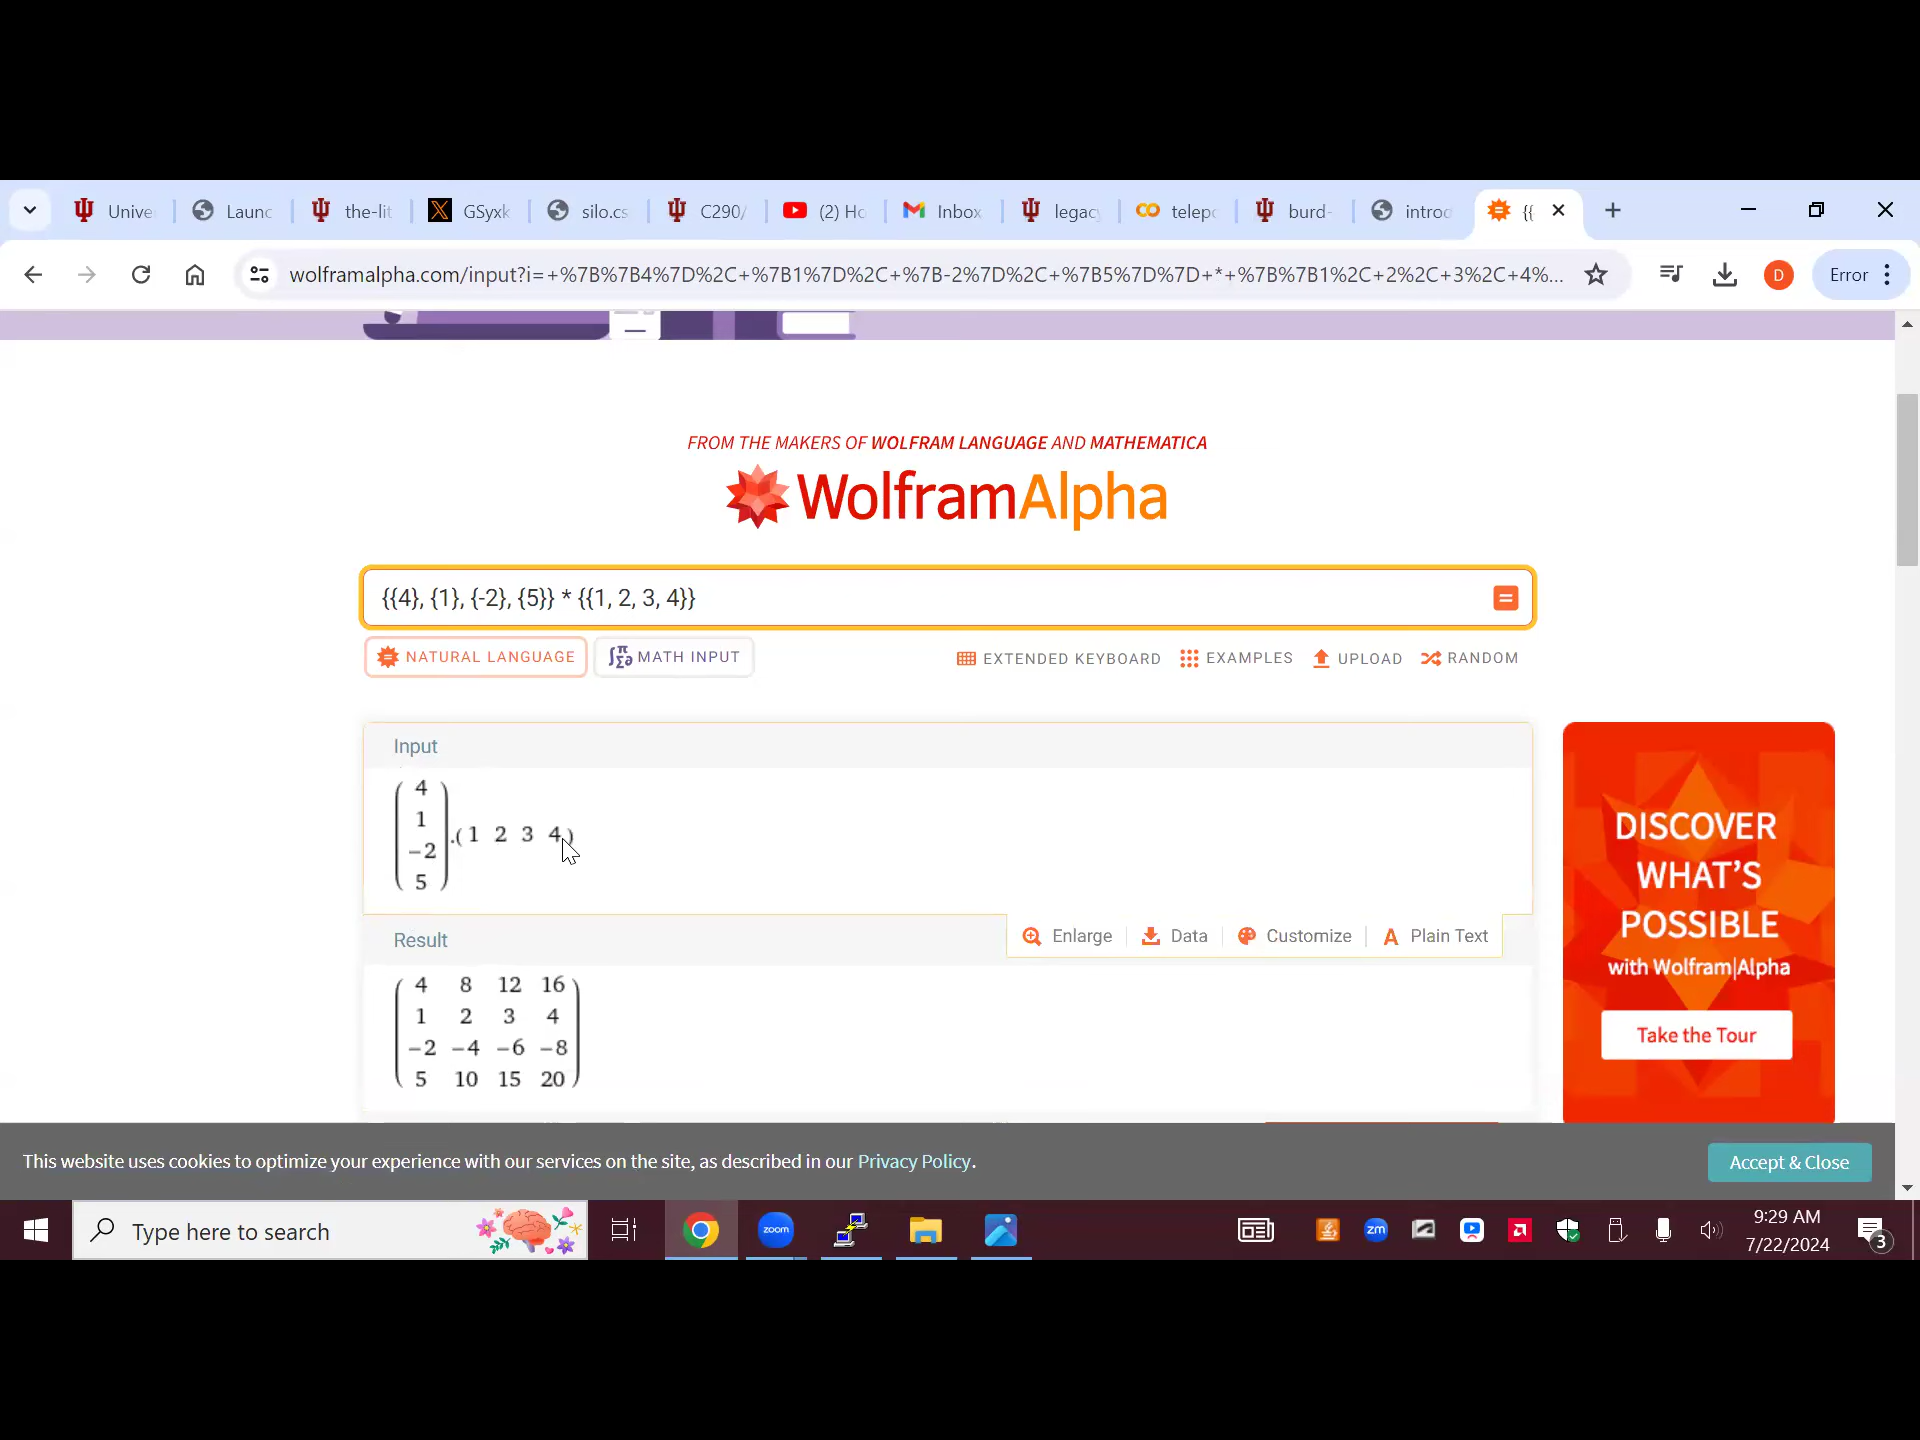 Unive
Launc
the-lit
GSyxk
silo.cs
C290/
(2) Hc
Inbox
legacy
telepo
burd-
introd
{{
wolframalpha.com/input?i=+%7B%7B4%7D%2C+%7B1%7D%2C+%7B-2%7D%2C+%7B5%7D%7D+*+%7B%7B1%2C+2%2C+3%2C+4%...
D
Error
FROM THE MAKERS OF WOLFRAM LANGUAGE AND MATHEMATICA
WolframAlpha
{{4}, {1}, {-2}, {5}} * {{1, 2, 3, 4}}
NATURAL LANGUAGE
MATH INPUT
EXTENDED KEYBOARD
EXAMPLES
UPLOAD
RANDOM
Input
4
1
-2
5
.( 1 2 3 4 )
Enlarge
Data
Customize
A Plain Text
Result
4 8 12 16
1 2 3 4
-2 -4 -6 -8
5 10 15 20
DISCOVER
WHAT'S
POSSIBLE
with Wolfram|Alpha
Take the Tour
This website uses cookies to optimize your experience with our services on the site, as described in our Privacy Policy.
Accept & Close
Type here to search
zoom
zm
9:29 AM
7/22/2024
3